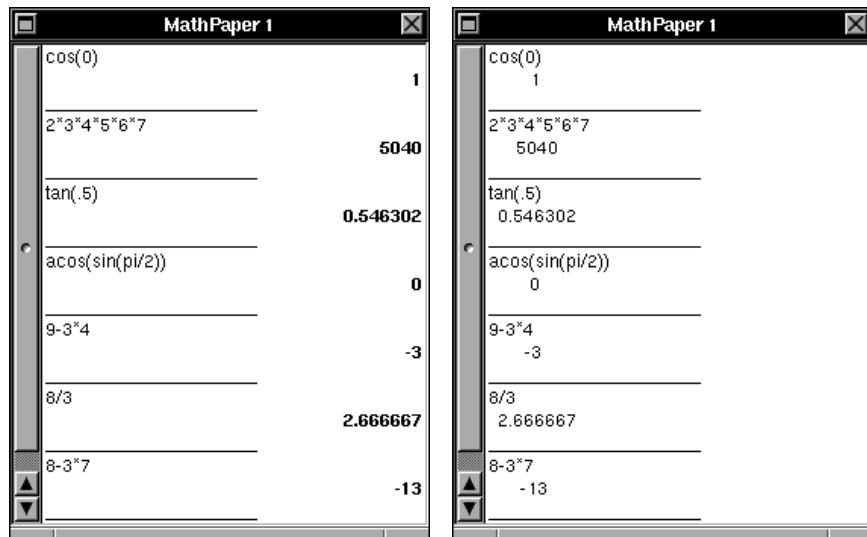 MathPaper 1
cos(0)
1
2*3*4*5*6*7
5040
tan(.5)
0.546302
acos(sin(pi/2))
0
9-3*4
-3
8/3
2.666667
8-3*7
-13
MathPaper 1
cos(0)
1
2*3*4*5*6*7
5040
tan(.5)
0.546302
acos(sin(pi/2))
0
9-3*4
-3
8/3
2.666667
8-3*7
-13